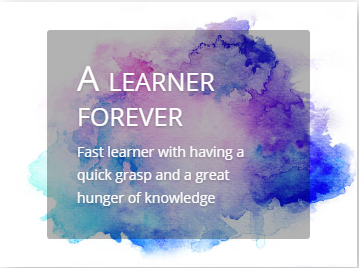 A LEARNER
FOREVER
Fast learner with having a
quick grasp and a great
hunger of knowledge